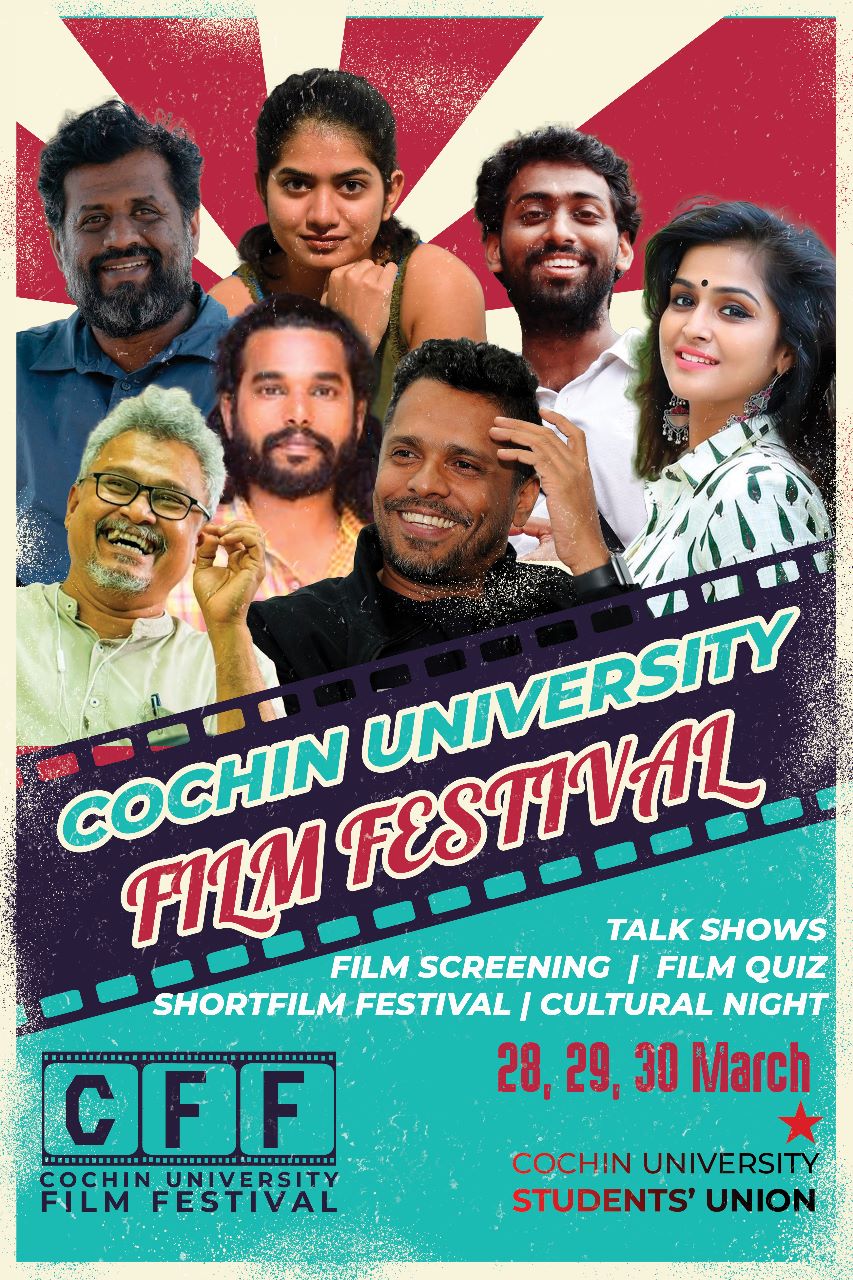 COCHIN UNIVERSITY
FILM FESTIVAL
TALK SHOWS
FILM SCREENING | FILM QUIZ
SHORTFILM FESTIVAL | CULTURAL NIGHT
28, 29, 30 March
CFF
COCHIN UNIVERSITY
FILM FESTIVAL
COCHIN UNIVERSITY
STUDENTS' UNION